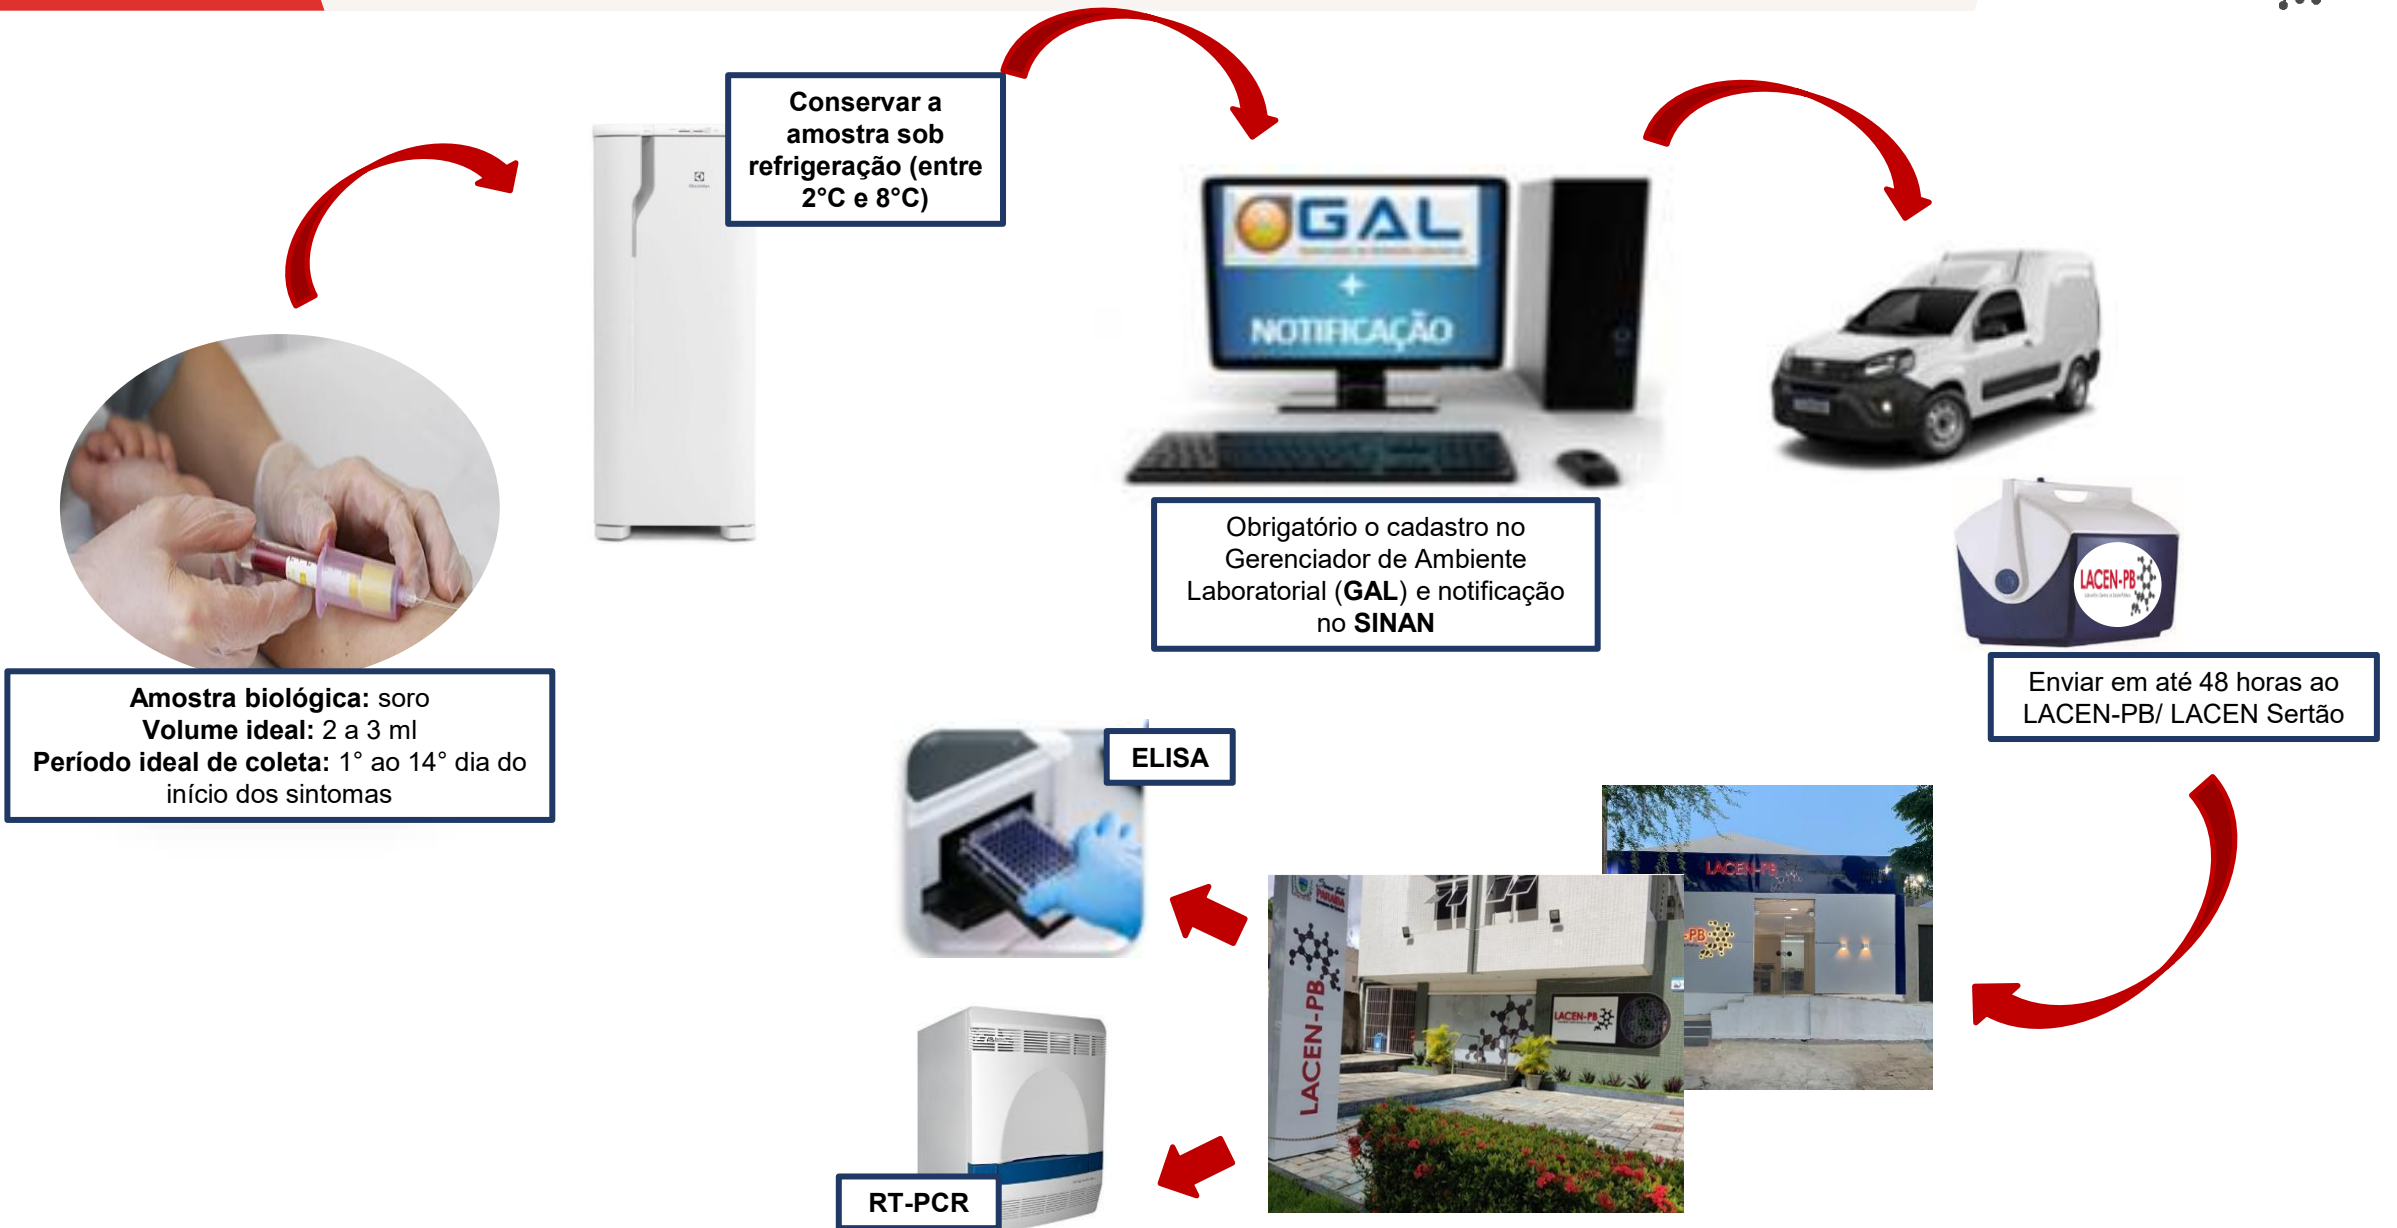 Conservar a
amostra sob
refrigeração (entre
2°C e 8°C)
GAL
+
NOTIFICAÇÃO
Obrigatório o cadastro no
Gerenciador de Ambiente
Laboratorial (GAL) e notificação
no SINAN
LACEN-PB
Enviar em até 48 horas ao
LACEN-PB/ LACEN Sertão
Amostra biológica: soro
Volume ideal: 2 a 3 ml
Período ideal de coleta: 1° ao 14° dia do
início dos sintomas
ELISA
LACEN-PB
-PB
PARAÍBA
LACEN-PB
LACEN-PB
RT-PCR